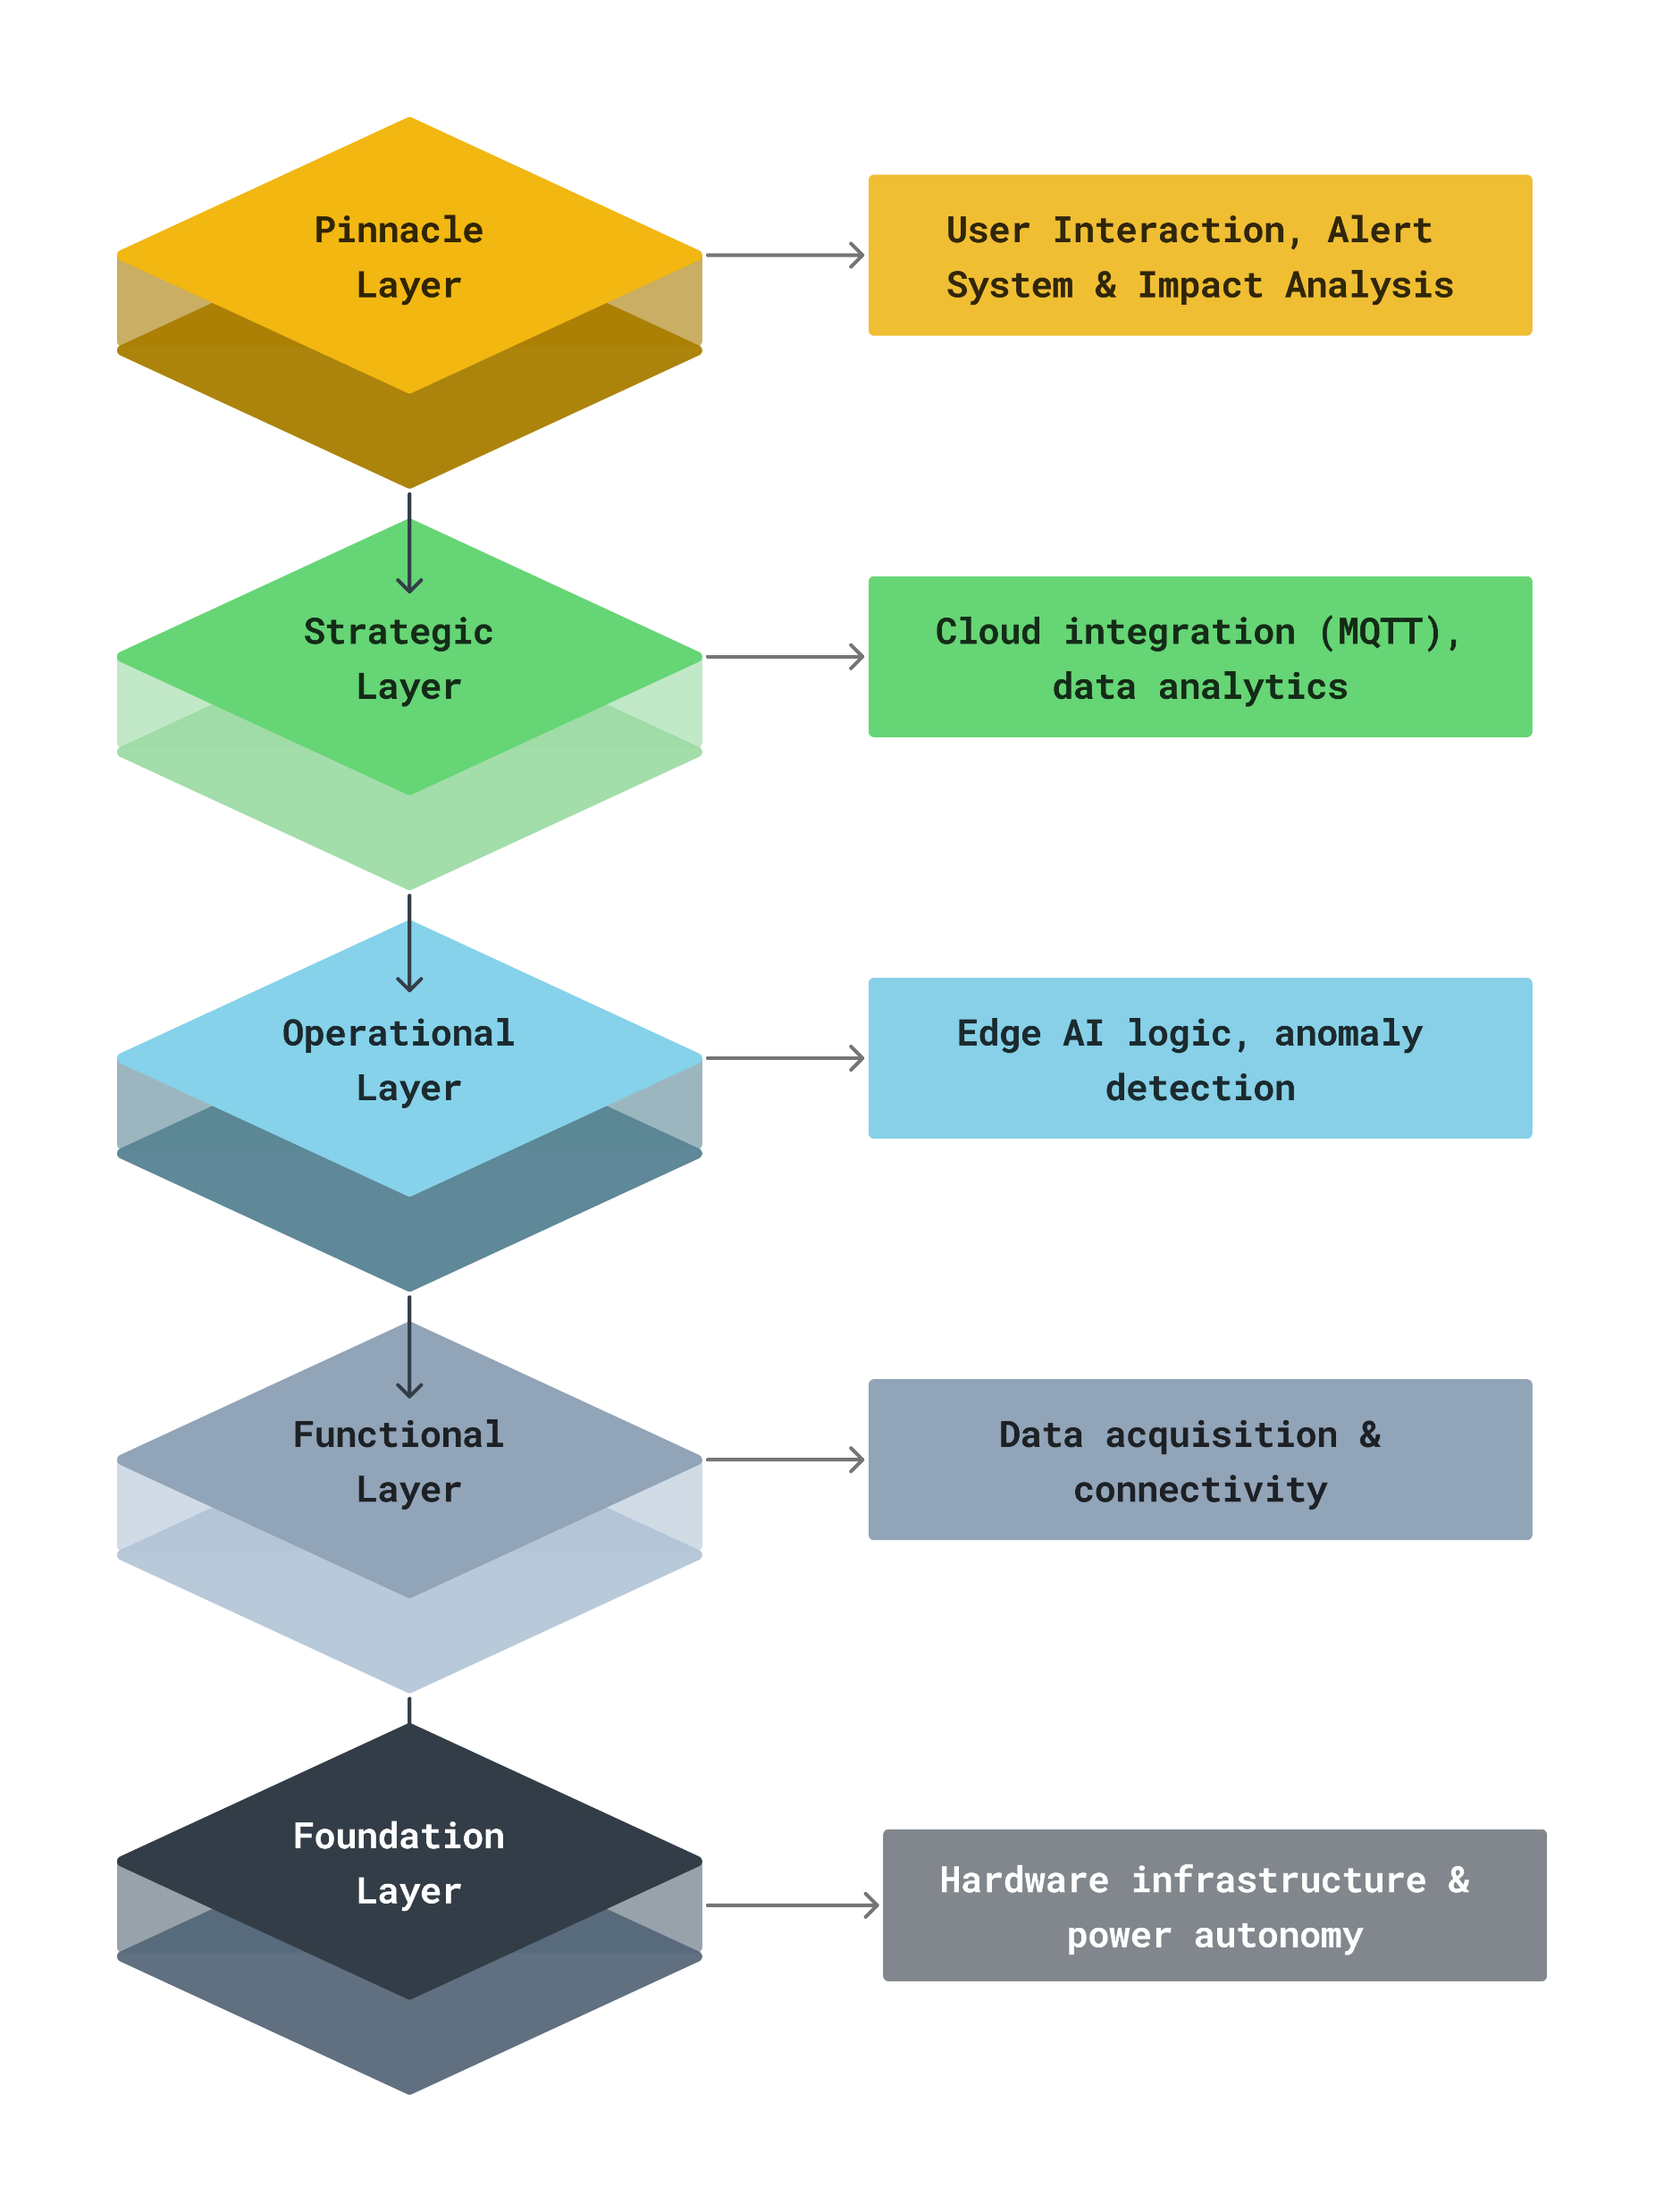 Pinnacle
Layer
User Interaction, Alert
System & Impact Analysis
Strategic
Layer
Cloud integration (MQTT),
data analytics
Operational
Layer
Edge AI logic, anomaly
detection
Functional
Layer
Data acquisition &
connectivity
Foundation
Layer
Hardware infrastructure &
power autonomy